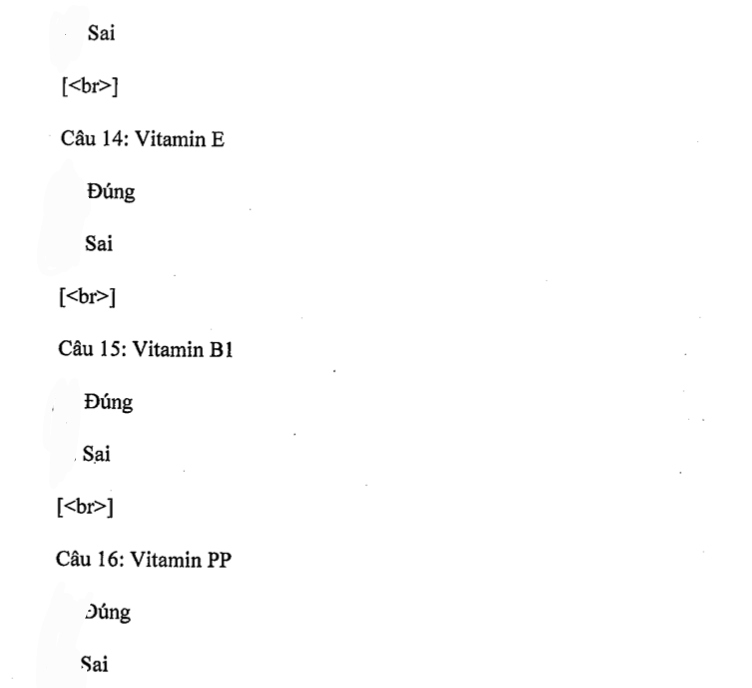 Sai
[<br>]
Câu 14: Vitamin E
Đúng
Sai
[<br>]
Câu 15: Vitamin B1
Đúng
Sai
[<br>]
Câu 16: Vitamin PP
Đúng
Sai